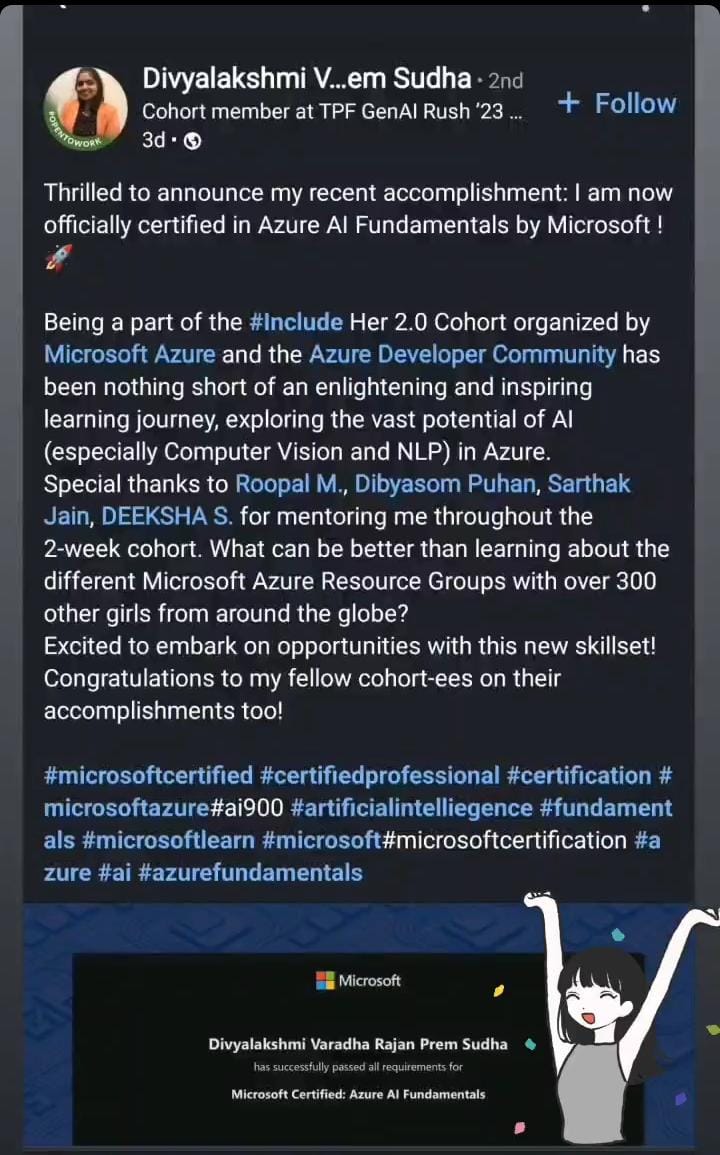 Divyalakshmi V...em Sudha · 2nd
+ Follow
Cohort member at TPF GenAI Rush '23 ...
3d ·
#OPENTOWORK
Thrilled to announce my recent accomplishment: I am now
officially certified in Azure AI Fundamentals by Microsoft !
🚀
Being a part of the #Include Her 2.0 Cohort organized by
Microsoft Azure and the Azure Developer Community has
been nothing short of an enlightening and inspiring
learning journey, exploring the vast potential of AI
(especially Computer Vision and NLP) in Azure.
Special thanks to Roopal M., Dibyasom Puhan, Sarthak
Jain, DEEKSHA S. for mentoring me throughout the
2-week cohort. What can be better than learning about the
different Microsoft Azure Resource Groups with over 300
other girls from around the globe?
Excited to embark on opportunities with this new skillset!
Congratulations to my fellow cohort-ees on their
accomplishments too!
#microsoftcertified #certifiedprofessional #certification #
microsoftazure#ai900 #artificialintelliegence #fundament
als #microsoftlearn #microsoft#microsoftcertification #a
zure #ai #azurefundamentals
Microsoft
Divyalakshmi Varadha Rajan Prem Sudha
has successfully passed all requirements for
Microsoft Certified: Azure AI Fundamentals